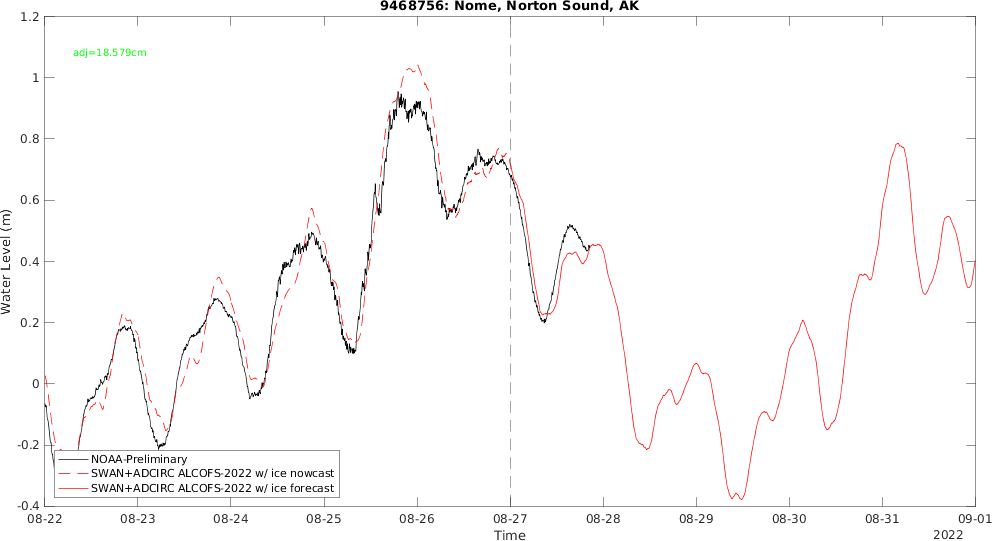 9468756: Nome, Norton Sound, AK
adj=18.579cm
Water Level (m)
1.2
1
0.8
0.6
0.4
0.2
0
-0.2
-0.4
NOAA-Preliminary
SWAN+ADCIRC ALCOFS-2022 w/ ice nowcast
SWAN+ADCIRC ALCOFS-2022 w/ ice forecast
08-22 08-23 08-24 08-25 08-26 08-27 08-28 08-29 08-30 08-31 09-01
Time
2022